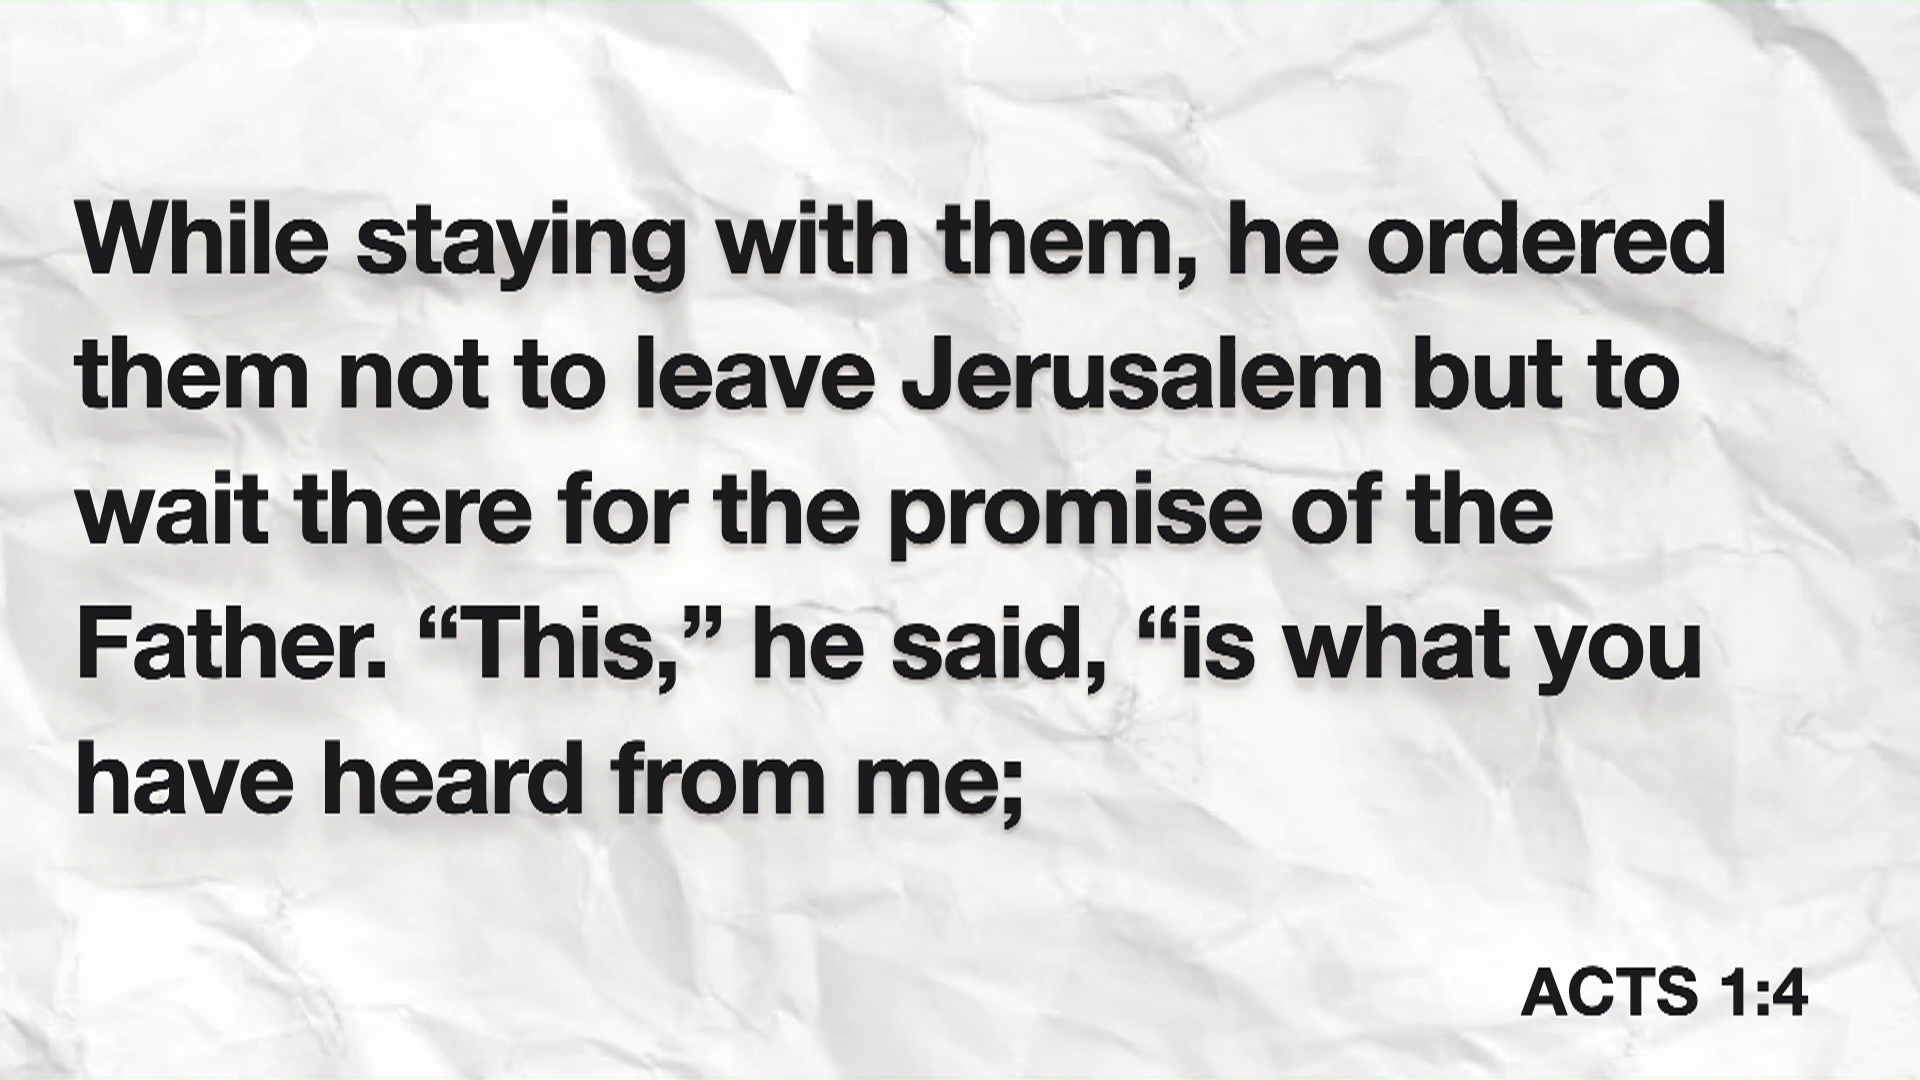 While staying with them, he ordered
them not to leave Jerusalem but to
wait there for the promise of the
Father. “This,” he said, “is what you
have heard from me;
ACTS 1:4